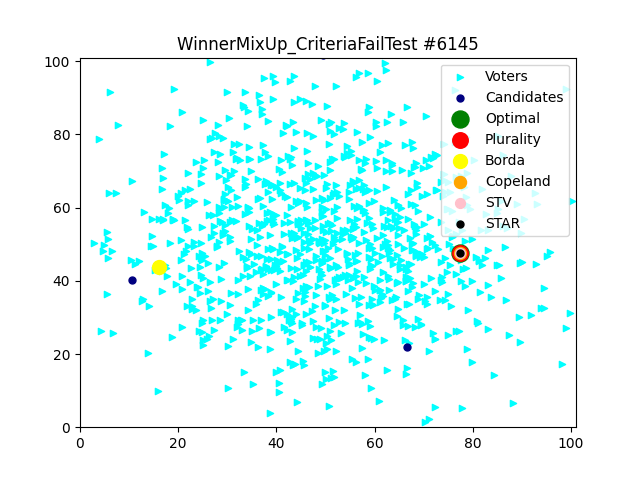 WinnerMixUp_CriteriaFailTest #6145
100
80
60
40
20
0
0
20
40
60
80
100
Voters
Candidates
Optimal
Plurality
Borda
Copeland
STV
STAR